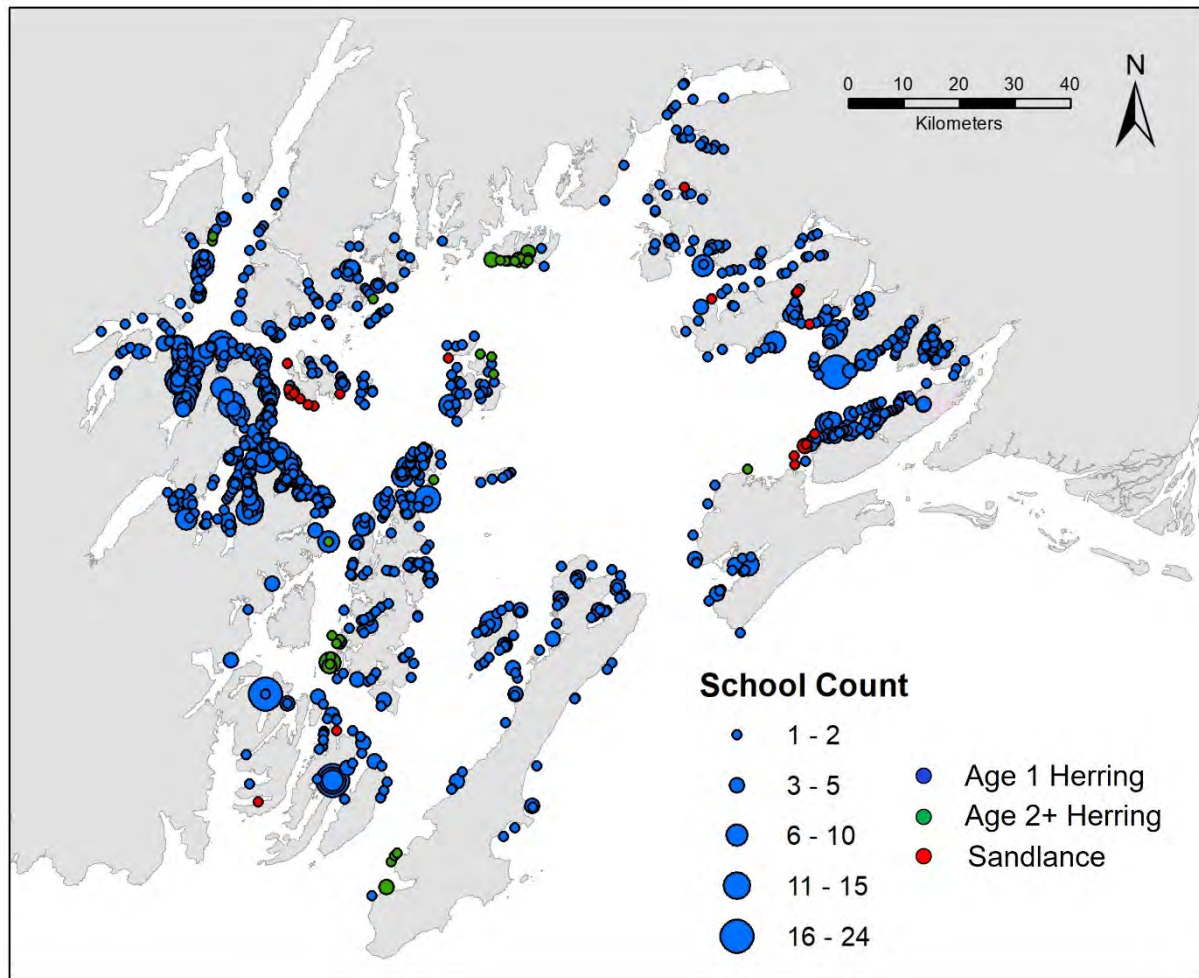 N
0 10 20 30 40
Kilometers
School Count
1 - 2
3 - 5
6 - 10
11 - 15
16 - 24
Age 1 Herring
Age 2+ Herring
Sandlance